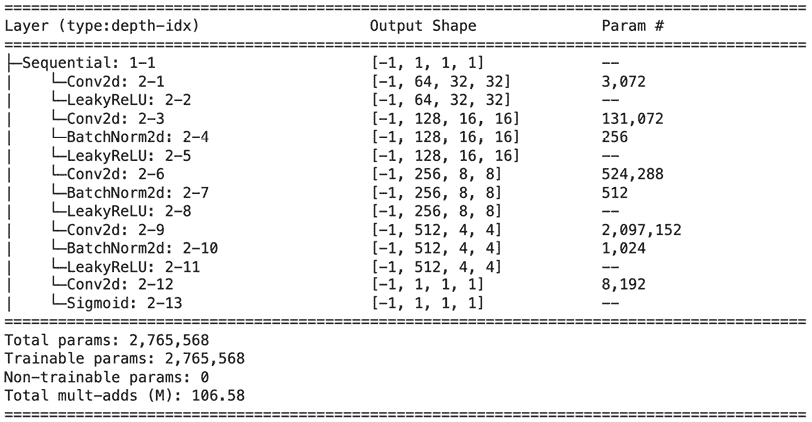 ==========================================================================================
Layer (type:depth-idx)                   Output Shape              Param #
==========================================================================================
├─Sequential: 1-1                        [-1, 1, 1, 1]             --
|    └─Conv2d: 2-1                       [-1, 64, 32, 32]          3,072
|    └─LeakyReLU: 2-2                    [-1, 64, 32, 32]          --
|    └─Conv2d: 2-3                       [-1, 128, 16, 16]         131,072
|    └─BatchNorm2d: 2-4                  [-1, 128, 16, 16]         256
|    └─LeakyReLU: 2-5                    [-1, 128, 16, 16]         --
|    └─Conv2d: 2-6                       [-1, 256, 8, 8]           524,288
|    └─BatchNorm2d: 2-7                  [-1, 256, 8, 8]           512
|    └─LeakyReLU: 2-8                    [-1, 256, 8, 8]           --
|    └─Conv2d: 2-9                       [-1, 512, 4, 4]           2,097,152
|    └─BatchNorm2d: 2-10                 [-1, 512, 4, 4]           1,024
|    └─LeakyReLU: 2-11                   [-1, 512, 4, 4]           --
|    └─Conv2d: 2-12                      [-1, 1, 1, 1]             8,192
|    └─Sigmoid: 2-13                     [-1, 1, 1, 1]             --
==========================================================================================
Total params: 2,765,568
Trainable params: 2,765,568
Non-trainable params: 0
Total mult-adds (M): 106.58
==========================================================================================